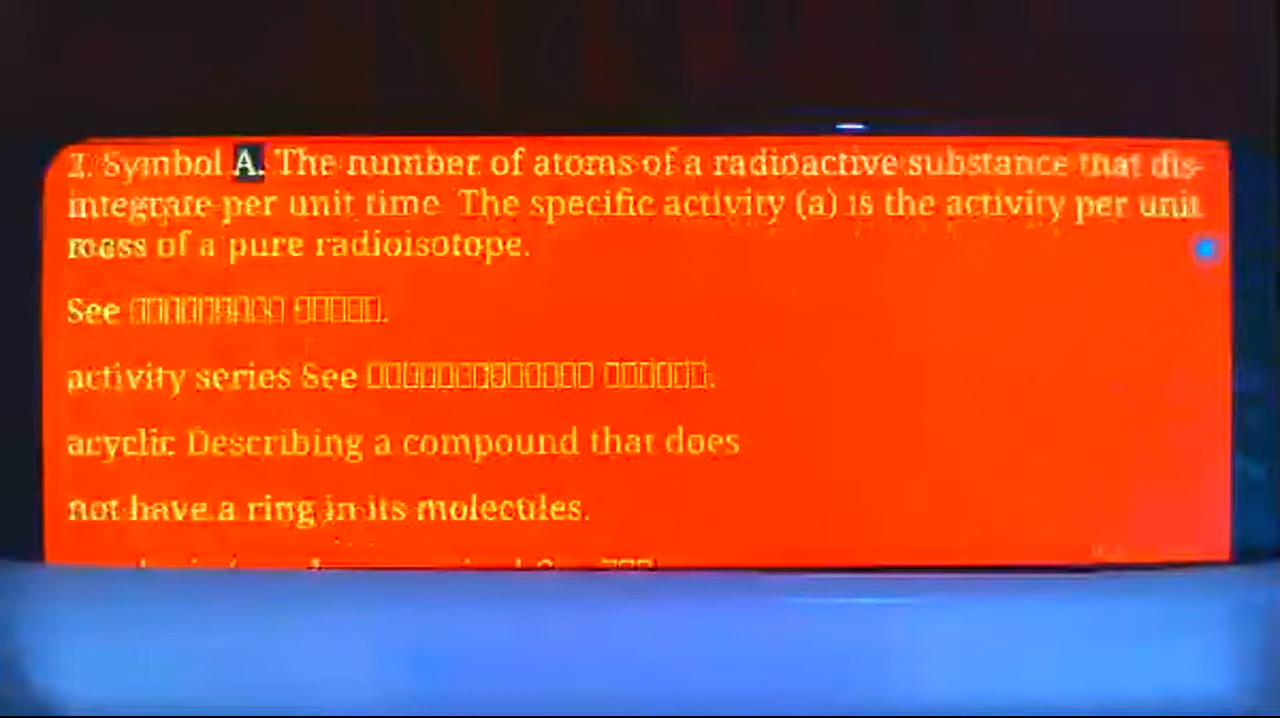 2. Symbol A. The number of atoms of a radioactive substance that dis-
integrate per unit time The specific activity (a) is the activity per unit
mass of a pure radioisotope.
See
activity series See
acyclic Describing a compound that does
not have a ring in its molecules.